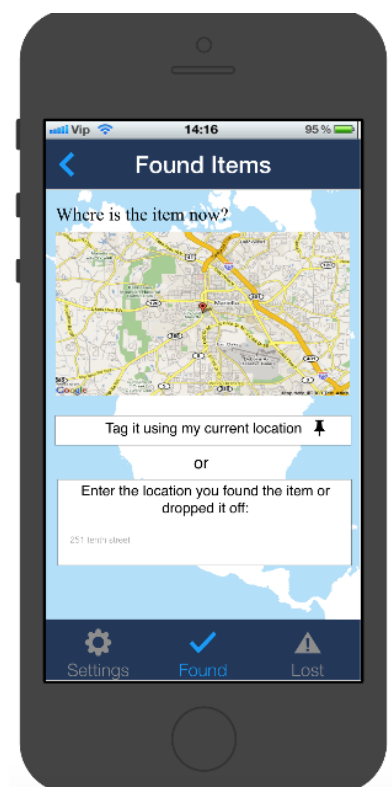 Vip 14:16 95 %
Found Items
Where is the item now?
Marietta
Google
Tag it using my current location
or
Enter the location you found the item or
dropped it off:
251 tenth street
Settings Found Lost